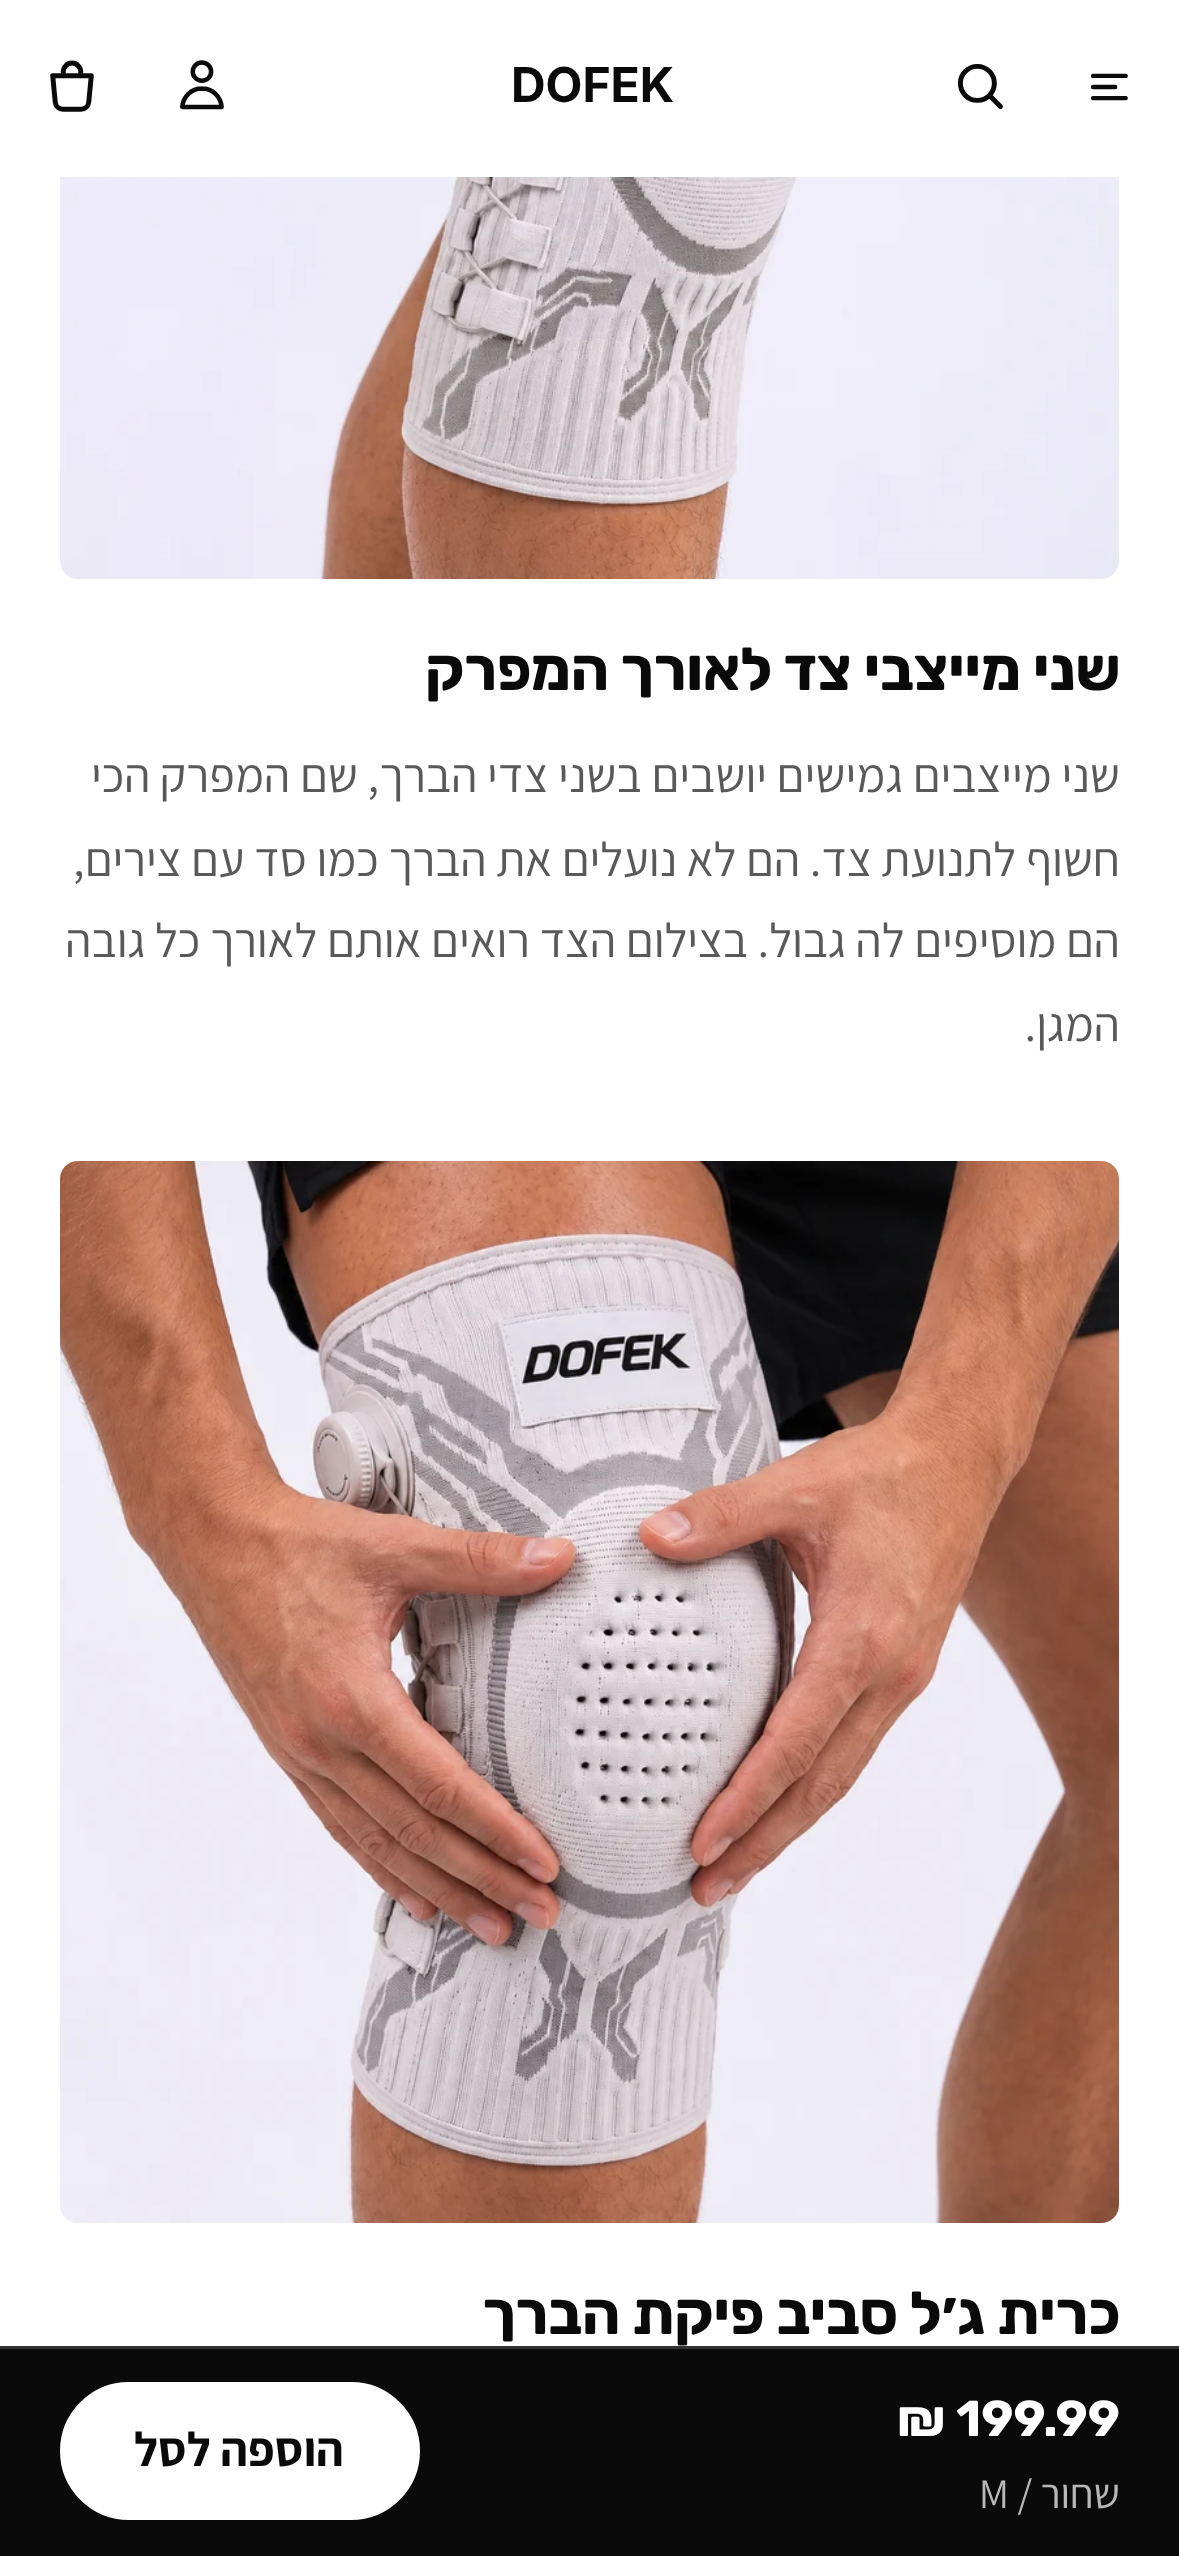 DOFEK
שני מייצבי צד לאורך המפרק
שני מייצבים גמישים יושבים בשני צדי הברך, שם המפרק הכי
חשוף לתנועת צד. הם לא נועלים את הברך כמו סד עם צירים,
הם מוסיפים לה גבול. בצילום הצד רואים אותם לאורך כל גובה
המגן.
DOFEK
כרית ג׳ל סביב פיקת הברך
199.99 ₪
שחור / M
הוספה לסל